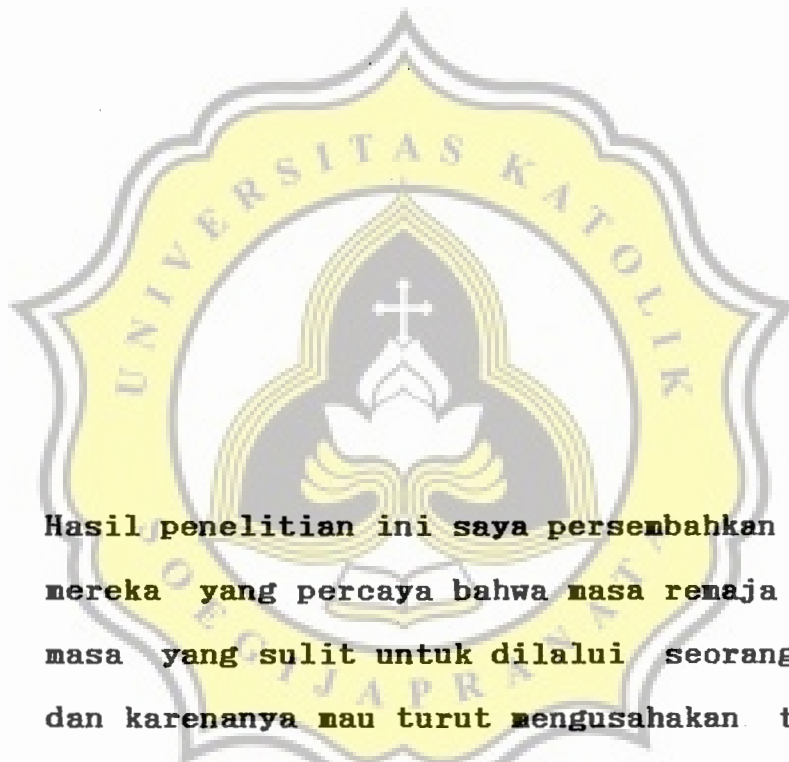 UNIVERSITAS KATOLIK
SOEGIJAPRANATA
Hasil penelitian ini saya persembahkan
mereka yang percaya bahwa masa remaja
masa yang sulit untuk dilalui seorang
dan karenanya mau turut mengusahakan